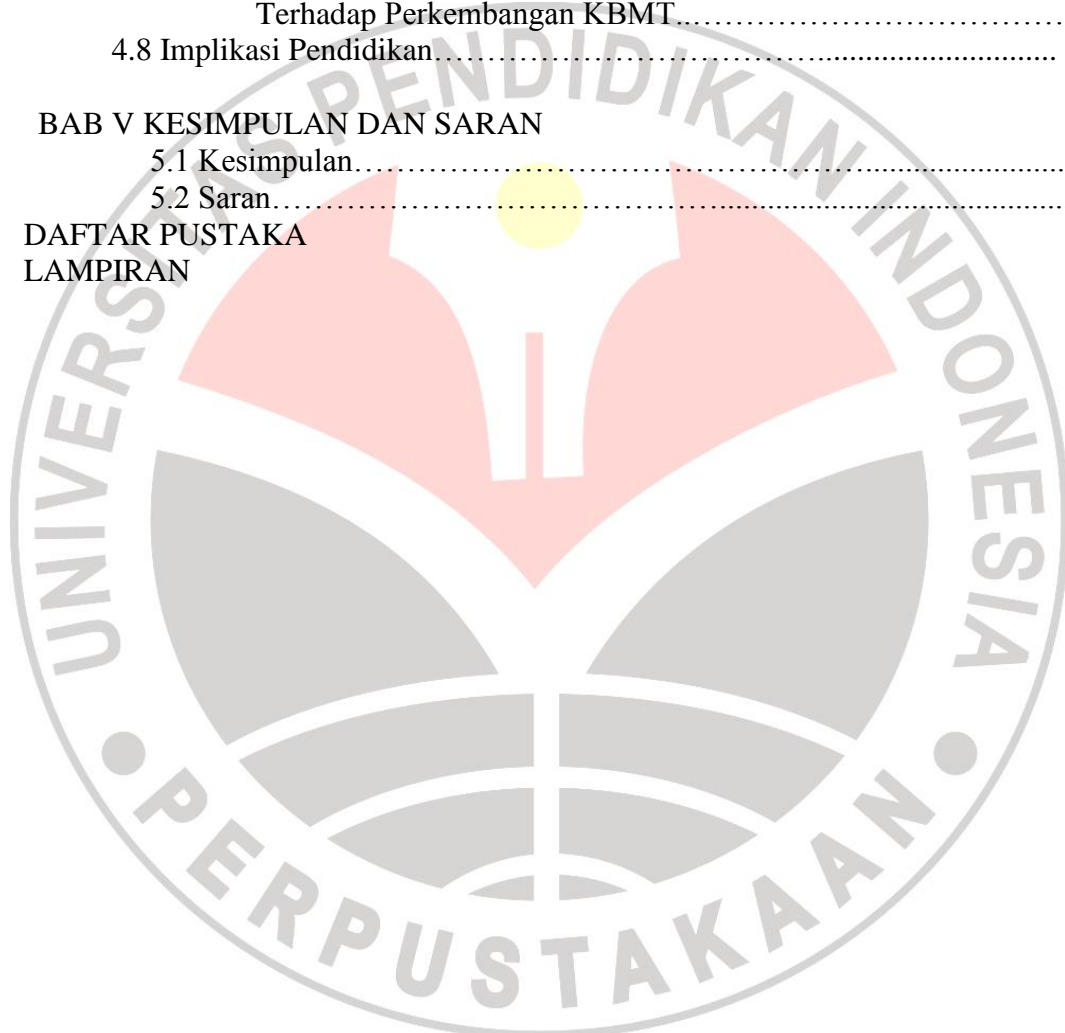 Terhadap Perkembangan KBMT...………………………………
4.8 Implikasi Pendidikan………………………………...............................
BAB V KESIMPULAN DAN SARAN
5.1 Kesimpulan…………………………………………...............................
5.2 Saran……………………………………................................................
DAFTAR PUSTAKA
LAMPIRAN
UNIVERSITAS PENDIDIKAN INDONESIA
PERPUSTAKAAN